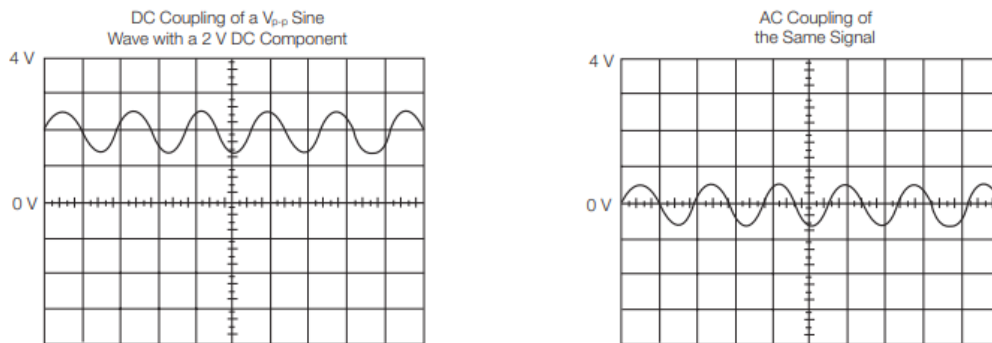 DC Coupling of a Vp-p Sine
Wave with a 2 V DC Component
4 V
0 V
AC Coupling of
the Same Signal
4 V
0 V